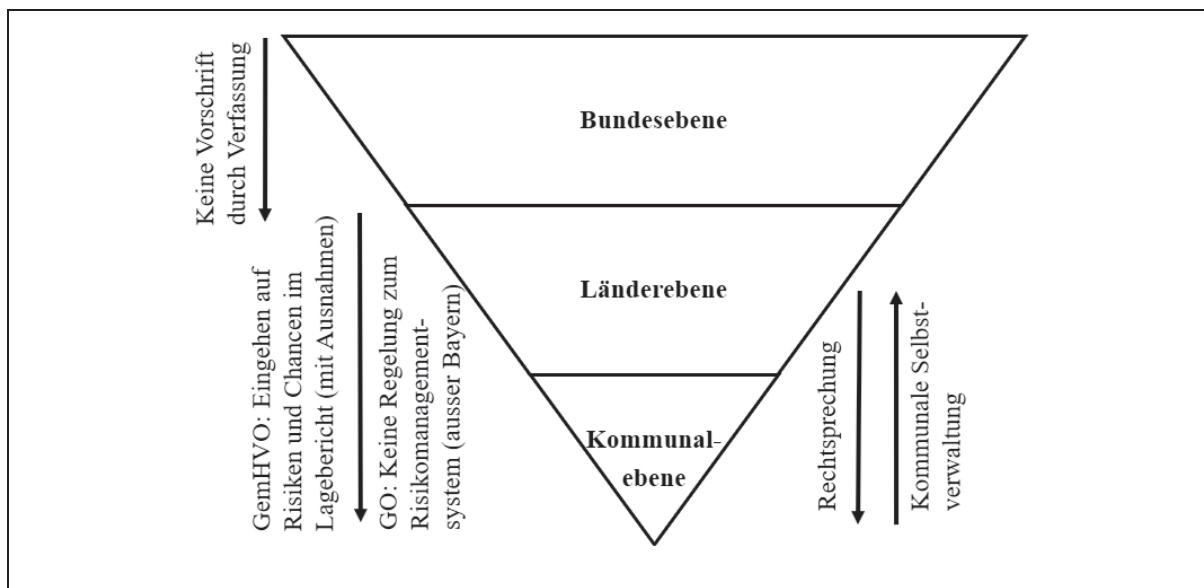 Keine Vorschrift
durch Verfassung
GemHVO: Eingehen auf
Risiken und Chancen im
Lagebericht (mit Ausnahmen)
GO: Keine Regelung zum
Risikomanagement-
system (ausser Bayern)
Bundesebene
Länderebene
Kommunal-
ebene
Rechtsprechung
Kommunale Selbst-
verwaltung